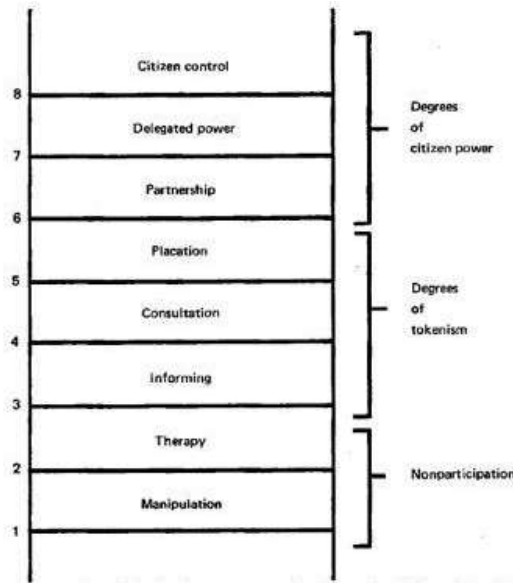 Citizen control
8
Delegated power
7
Partnership
6
Placation
5
Consultation
4
Informing
3
Therapy
2
Manipulation
1
Degrees
of
citizen power
Degrees
of
tokenism
Nonparticipation